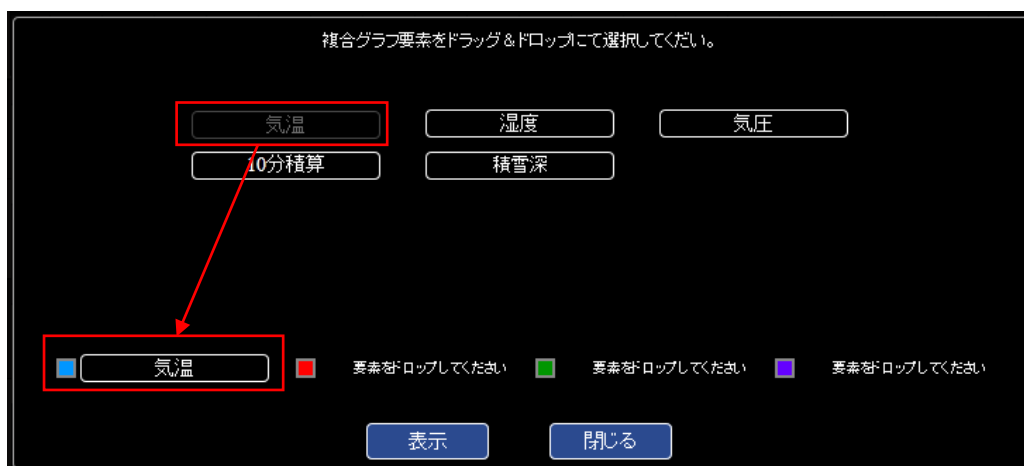 複合グラフ要素をドラッグ&ドロップにて選択してくだい。
気温 湿度 気圧
10分積算 積雪深
気温 要素をドロップしてください 要素をドロップしてください 要素をドロップしてください
表示 閉じる